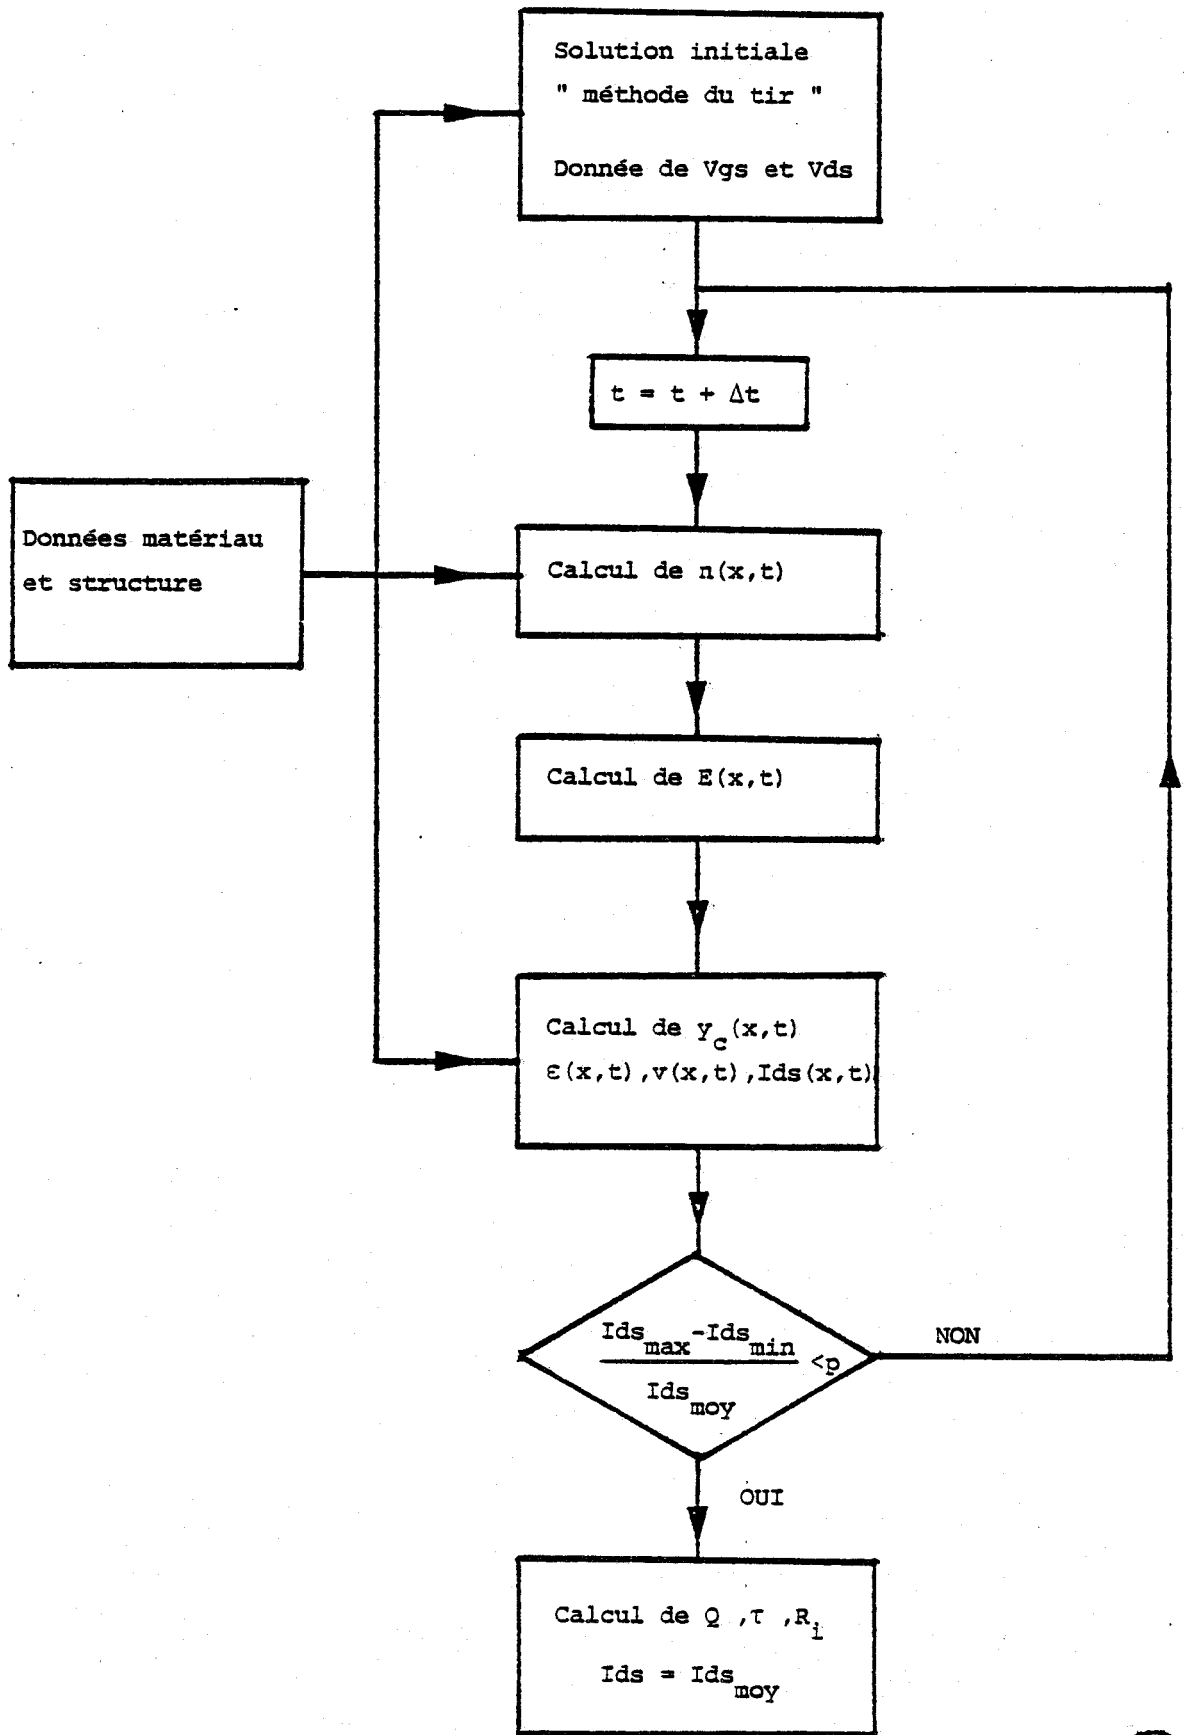 Solution initiale
" méthode du tir "
Donnée de Vgs et Vds
t = t + Δt
Données matériau
et structure
Calcul de n(x,t)
Calcul de E(x,t)
Calcul de y_c(x,t)
ε(x,t),v(x,t),Ids(x,t)
Ids_max-Ids_min
<p
Ids_moy
NON
OUI
Calcul de Q ,τ ,R_i
Ids = Ids_moy